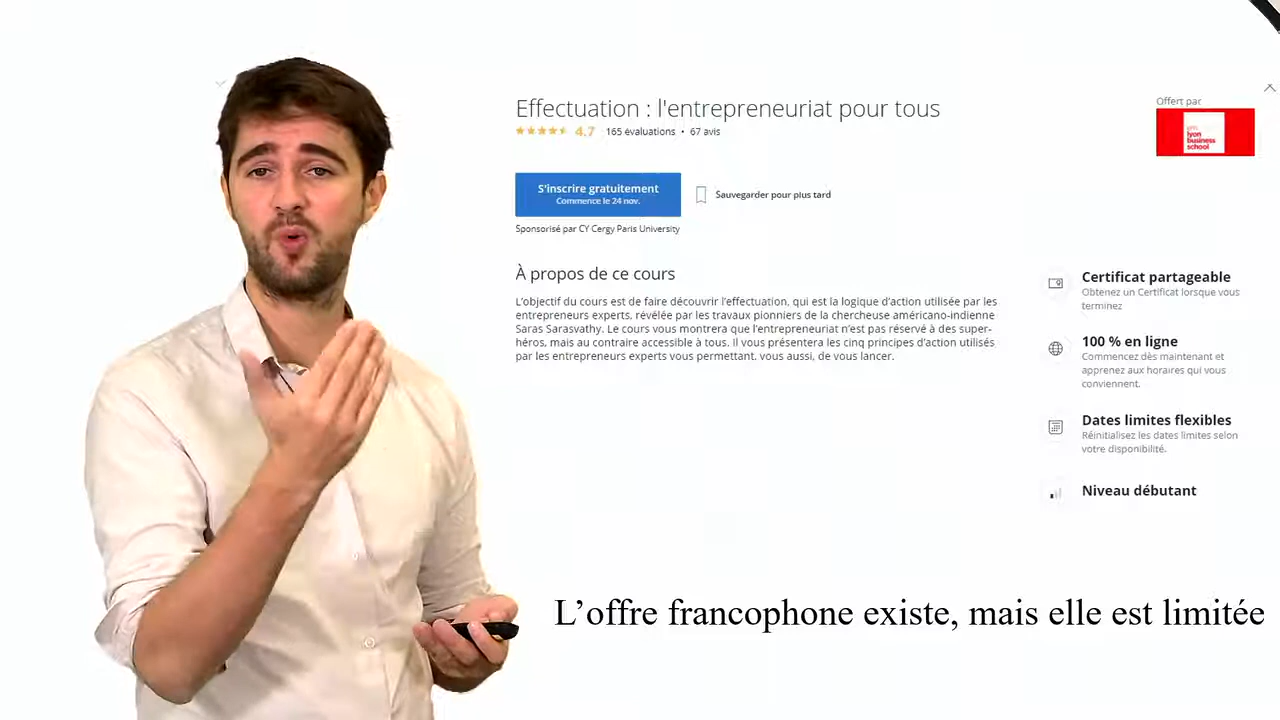 Effectuation : l'entrepreneuriat pour tous
4.7 165 évaluations • 67 avis
Offert par
em
lyon
business
school
S'inscrire gratuitement
Commence le 24 nov.
Sauvegarder pour plus tard
Sponsorisé par CY Cergy Paris University
À propos de ce cours
L'objectif du cours est de faire découvrir l'effectuation, qui est la logique d'action utilisée par les
entrepreneurs experts, révélée par les travaux pionniers de la chercheuse américano-indienne
Saras Sarasvathy. Le cours vous montrera que l'entrepreneuriat n'est pas réservé à des super-
héros, mais au contraire accessible à tous. Il vous présentera les cinq principes d'action utilisés
par les entrepreneurs experts vous permettant, vous aussi, de vous lancer.
Certificat partageable
Obtenez un Certificat lorsque vous
terminez
100 % en ligne
Commencez dès maintenant et
apprenez aux horaires qui vous
conviennent.
Dates limites flexibles
Réinitialisez les dates limites selon
votre disponibilité.
Niveau débutant
L'offre francophone existe, mais elle est limitée